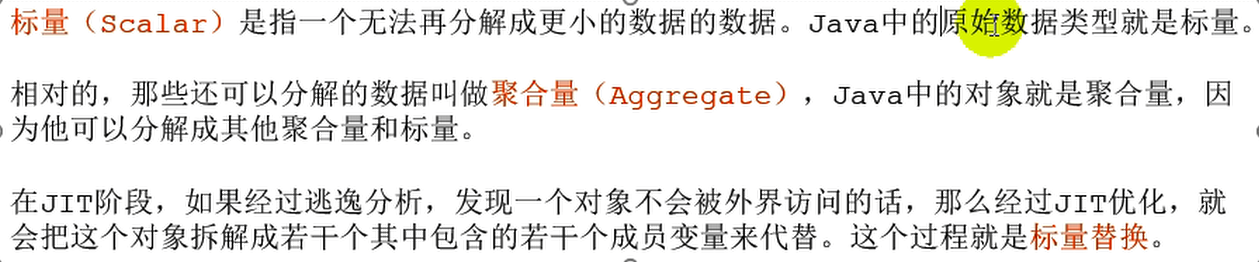 标量（Scalar）是指一个无法再分解成更小的数据的数据。Java中的原始数据类型就是标量。
相对的，那些还可以分解的数据叫做聚合量（Aggregate），Java中的对象就是聚合量，因
为他可以分解成其他聚合量和标量。
在JIT阶段，如果经过逃逸分析，发现一个对象不会被外界访问的话，那么经过JIT优化，就
会把这个对象拆解成若干个其中包含的若干个成员变量来代替。这个过程就是标量替换。